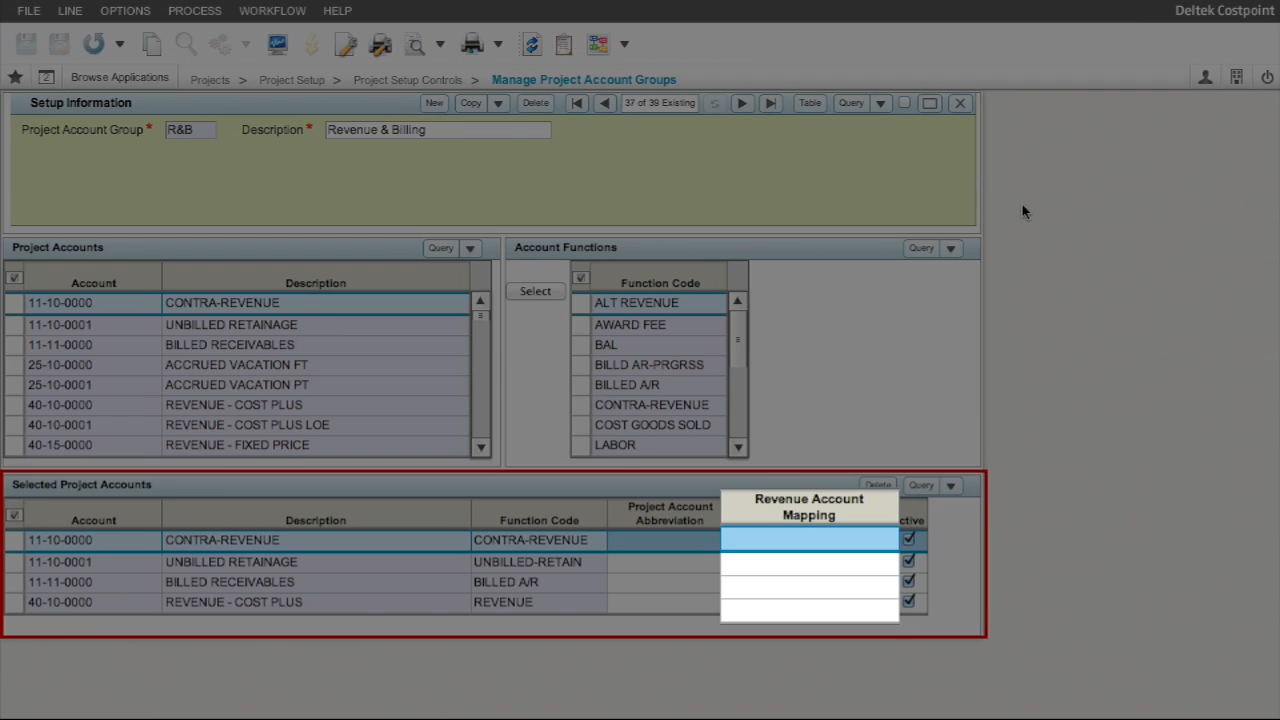 FILE LINE OPTIONS PROCESS WORKFLOW HELP Deltek Costpoint
2 Browse Applications Projects > Project Setup > Project Setup Controls > Manage Project Account Groups
Setup Information New Copy Delete 37 of 39 Existing Table Query
Project Account Group * R&B Description * Revenue & Billing
Project Accounts Query Account Functions Query
Account Description Function Code
Select
11-10-0000 CONTRA-REVENUE ALT REVENUE
11-10-0001 UNBILLED RETAINAGE AWARD FEE
11-11-0000 BILLED RECEIVABLES BAL
25-10-0000 ACCRUED VACATION FT BILLD AR-PRGRSS
25-10-0001 ACCRUED VACATION PT BILLED A/R
40-10-0000 REVENUE - COST PLUS CONTRA-REVENUE
40-10-0001 REVENUE - COST PLUS LOE COST GOODS SOLD
40-15-0000 REVENUE - FIXED PRICE LABOR
Selected Project Accounts Delete Query
Account Description Function Code Project Account Abbreviation Revenue Account Mapping ctive
11-10-0000 CONTRA-REVENUE CONTRA-REVENUE
11-10-0001 UNBILLED RETAINAGE UNBILLED-RETAIN
11-11-0000 BILLED RECEIVABLES BILLED A/R
40-10-0000 REVENUE - COST PLUS REVENUE